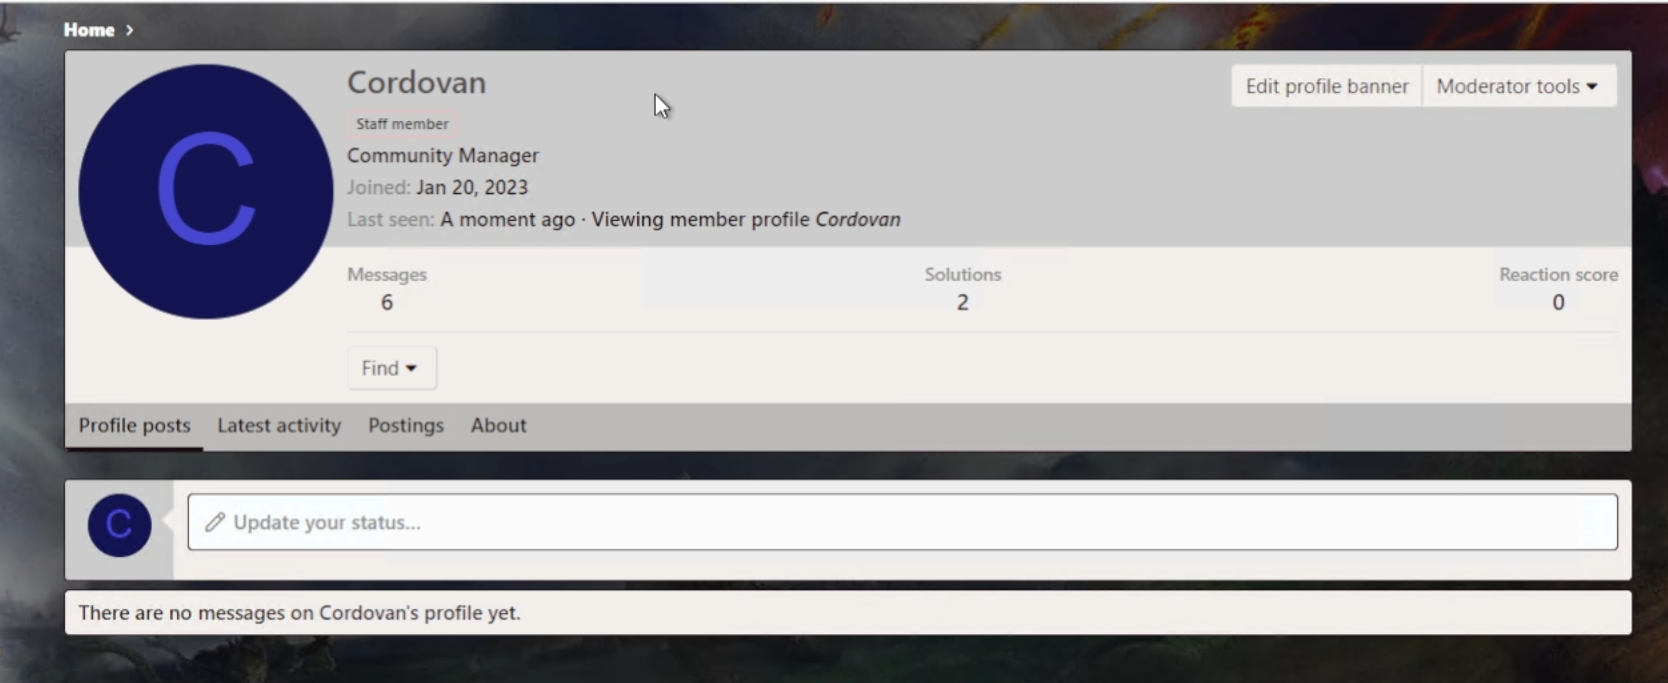 Home >
C
Cordovan
Edit profile banner
Moderator tools
Staff member
Community Manager
Joined: Jan 20, 2023
Last seen: A moment ago · Viewing member profile Cordovan
Messages
6
Solutions
2
Reaction score
0
Find
Profile posts
Latest activity
Postings
About
C
Update your status...
There are no messages on Cordovan's profile yet.